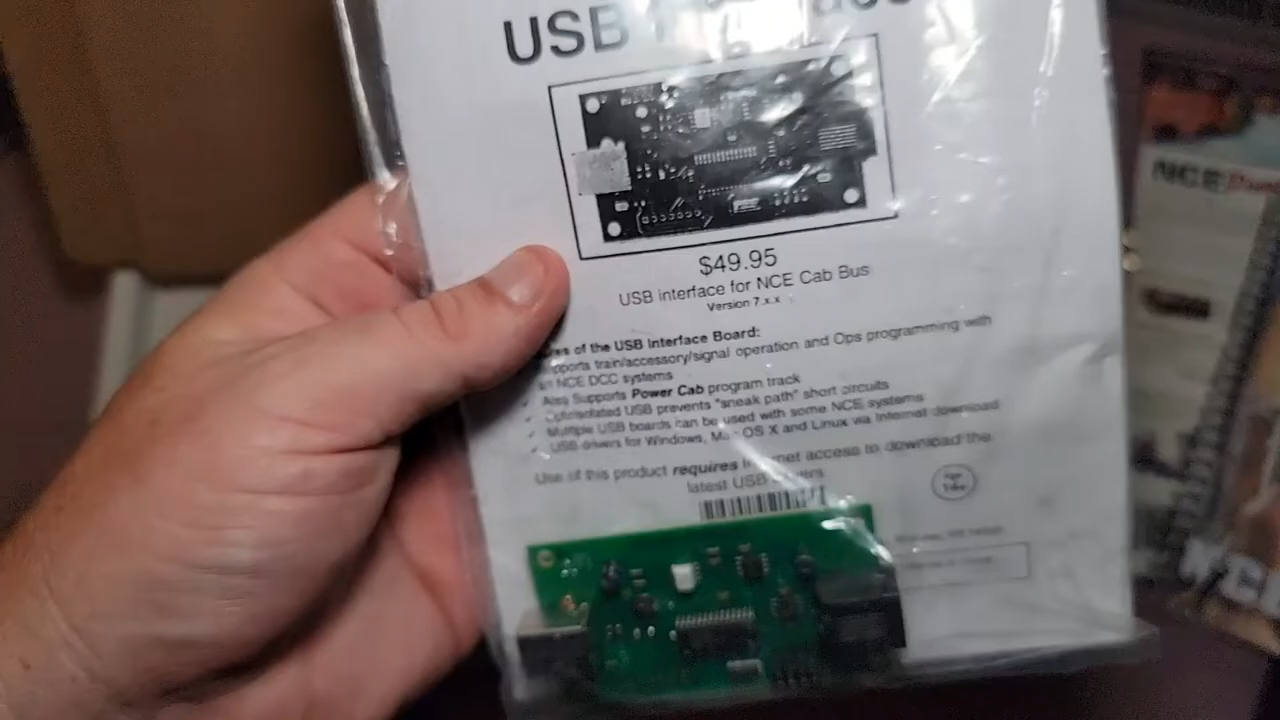 USB
$49.95
USB interface for NCE Cab Bus
Version 7.x.x
of the USB Interface Board:
train/accessory/signal operation and Ops programming with
NCE DCC systems
Also Supports Power Cab program track
Optoisolated USB prevents "sneak path" short circuits
Multiple USB boards can be used with some NCE systems
USB drivers for Windows, OS X and Linux via Internet download
Use of this product requires access to download the
latest USB
NCE